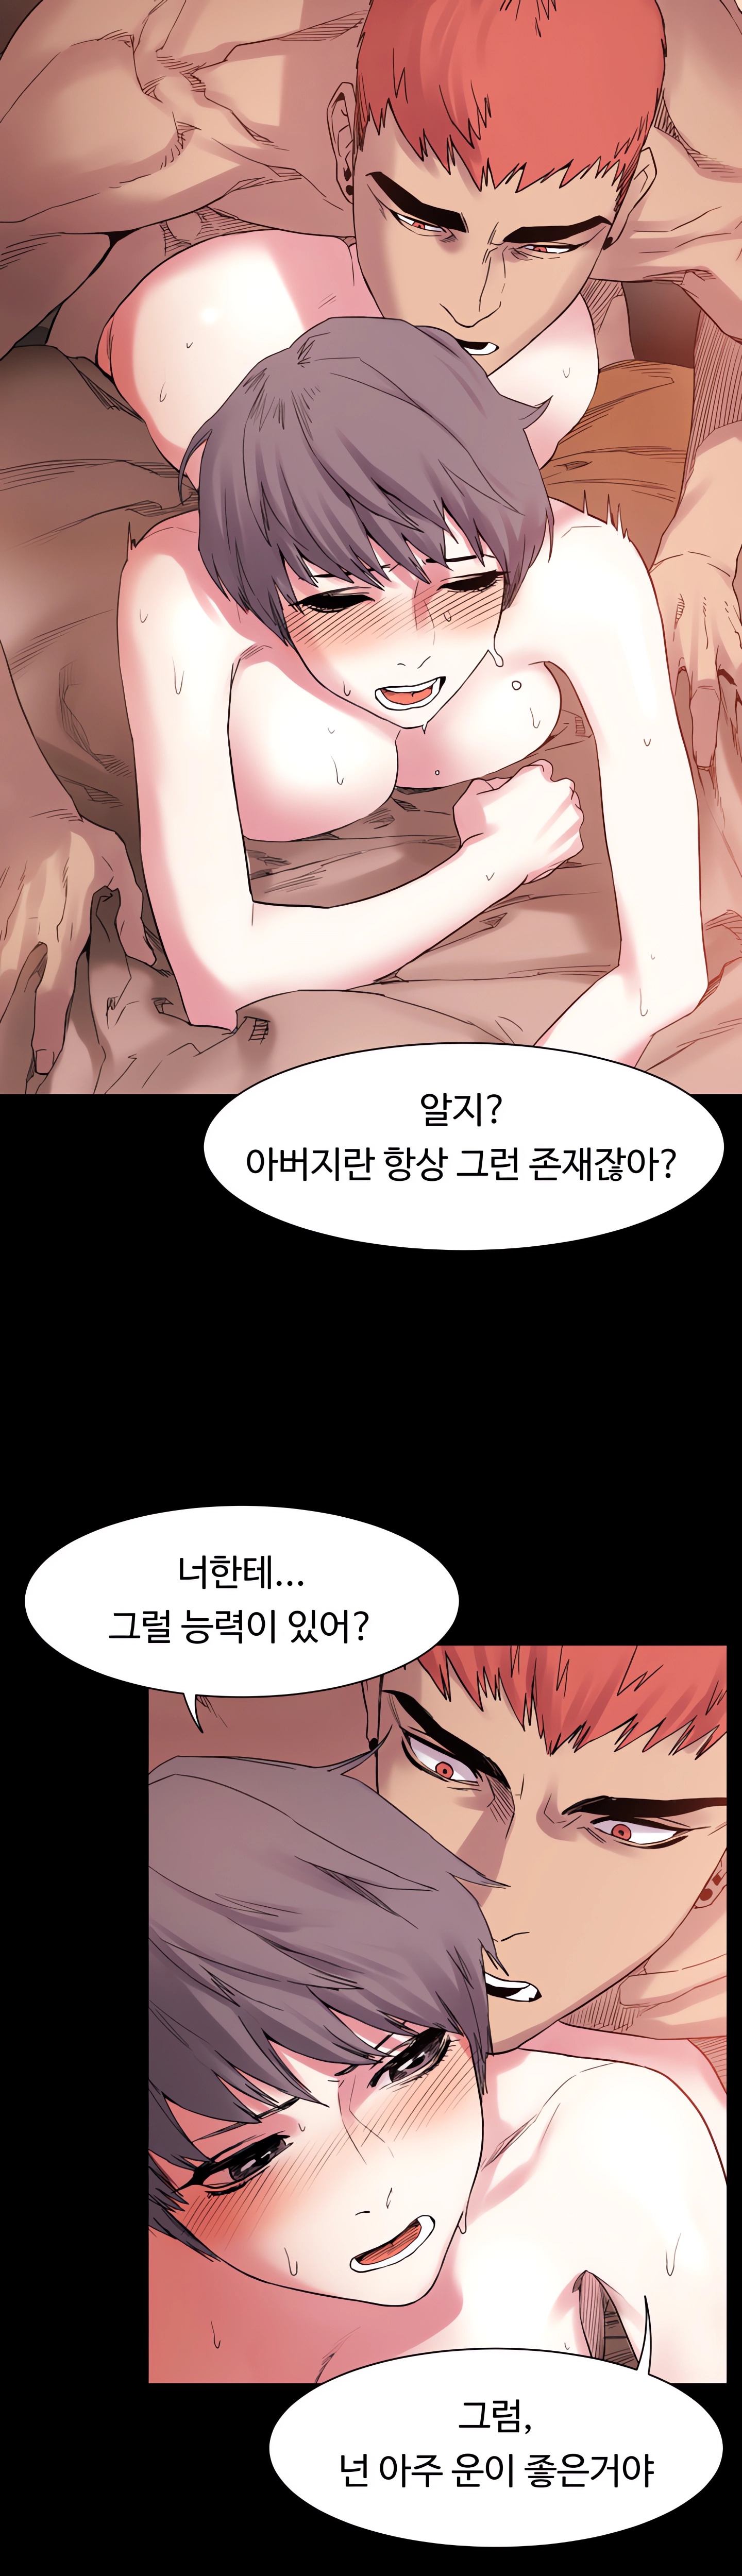 알지?
아버지란 항상 그런 존재잖아?
너한테...
그럴 능력이 있어?
그럼,
넌 아주 운이 좋은거야